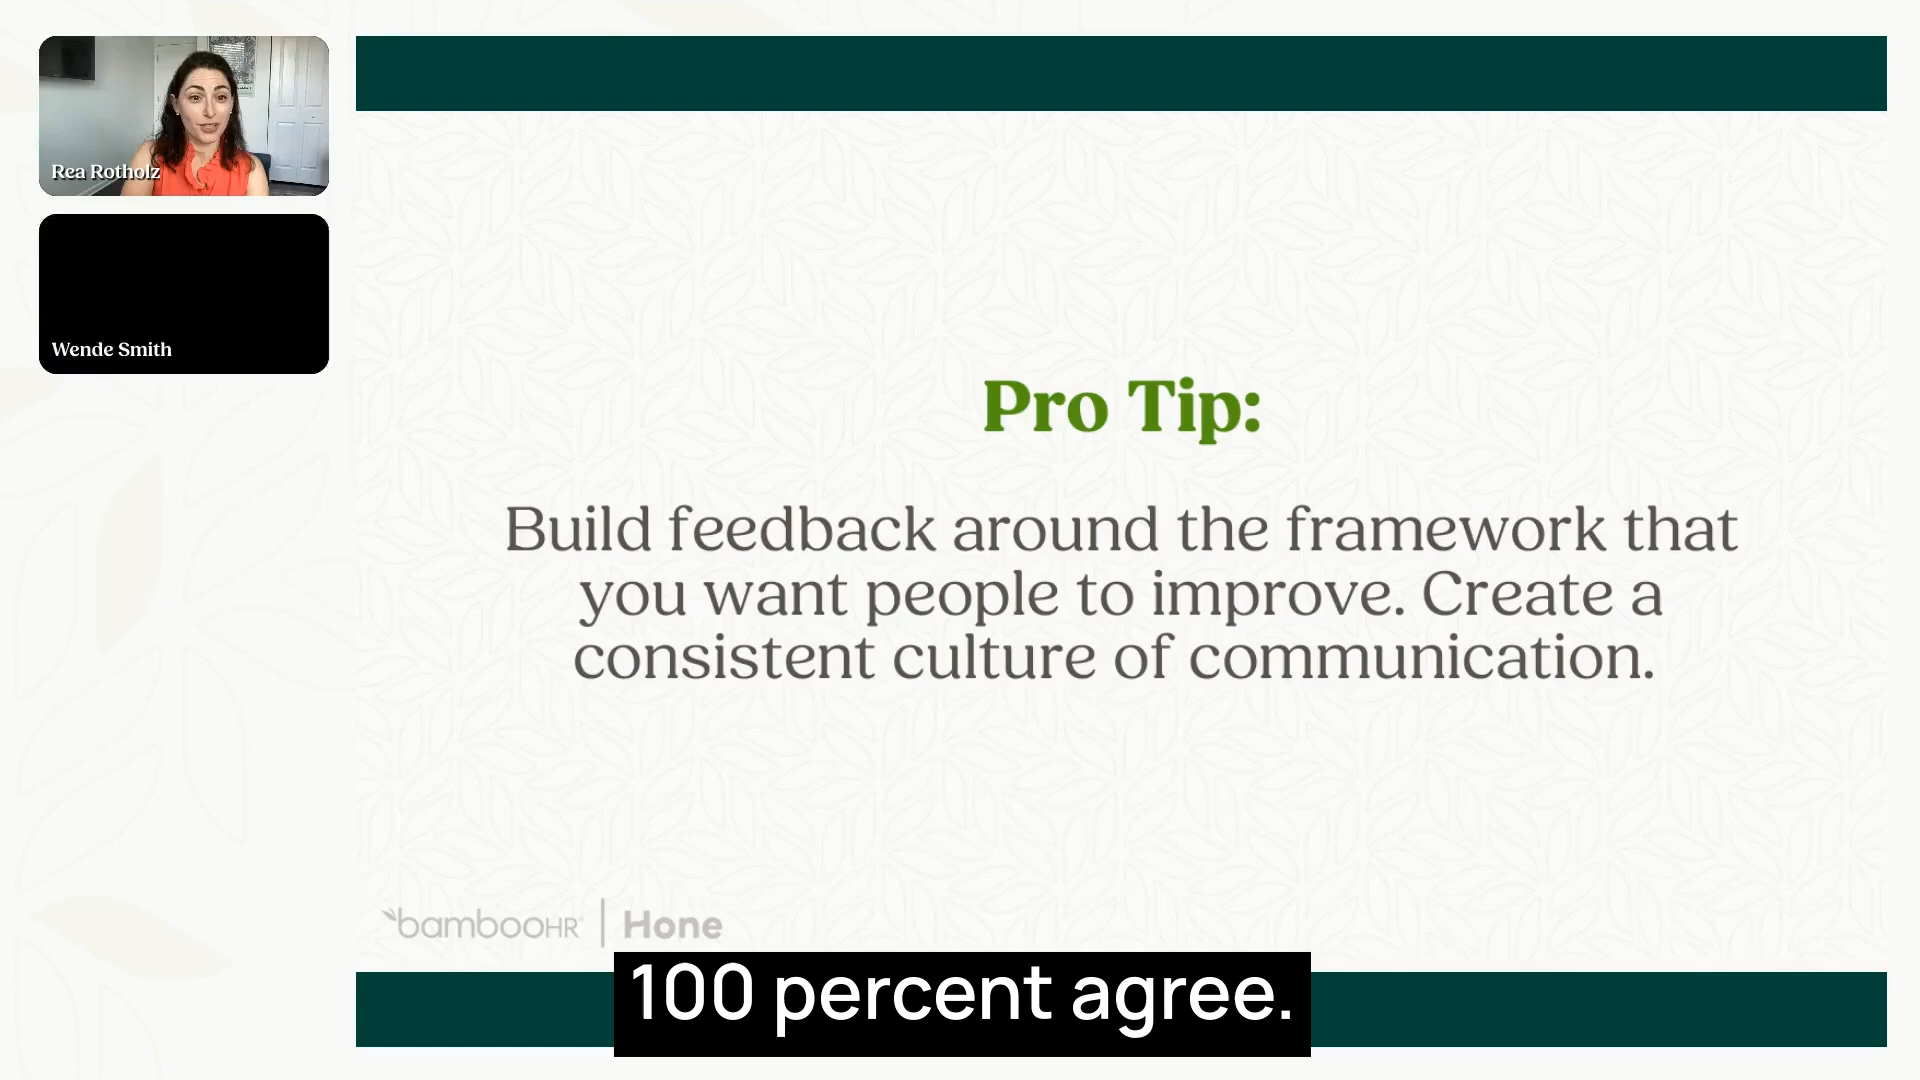 Rea Rotholz
Wende Smith
Pro Tip:
Build feedback around the framework that
you want people to improve. Create a
consistent culture of communication.
bambooHR | Hone
100 percent agree.